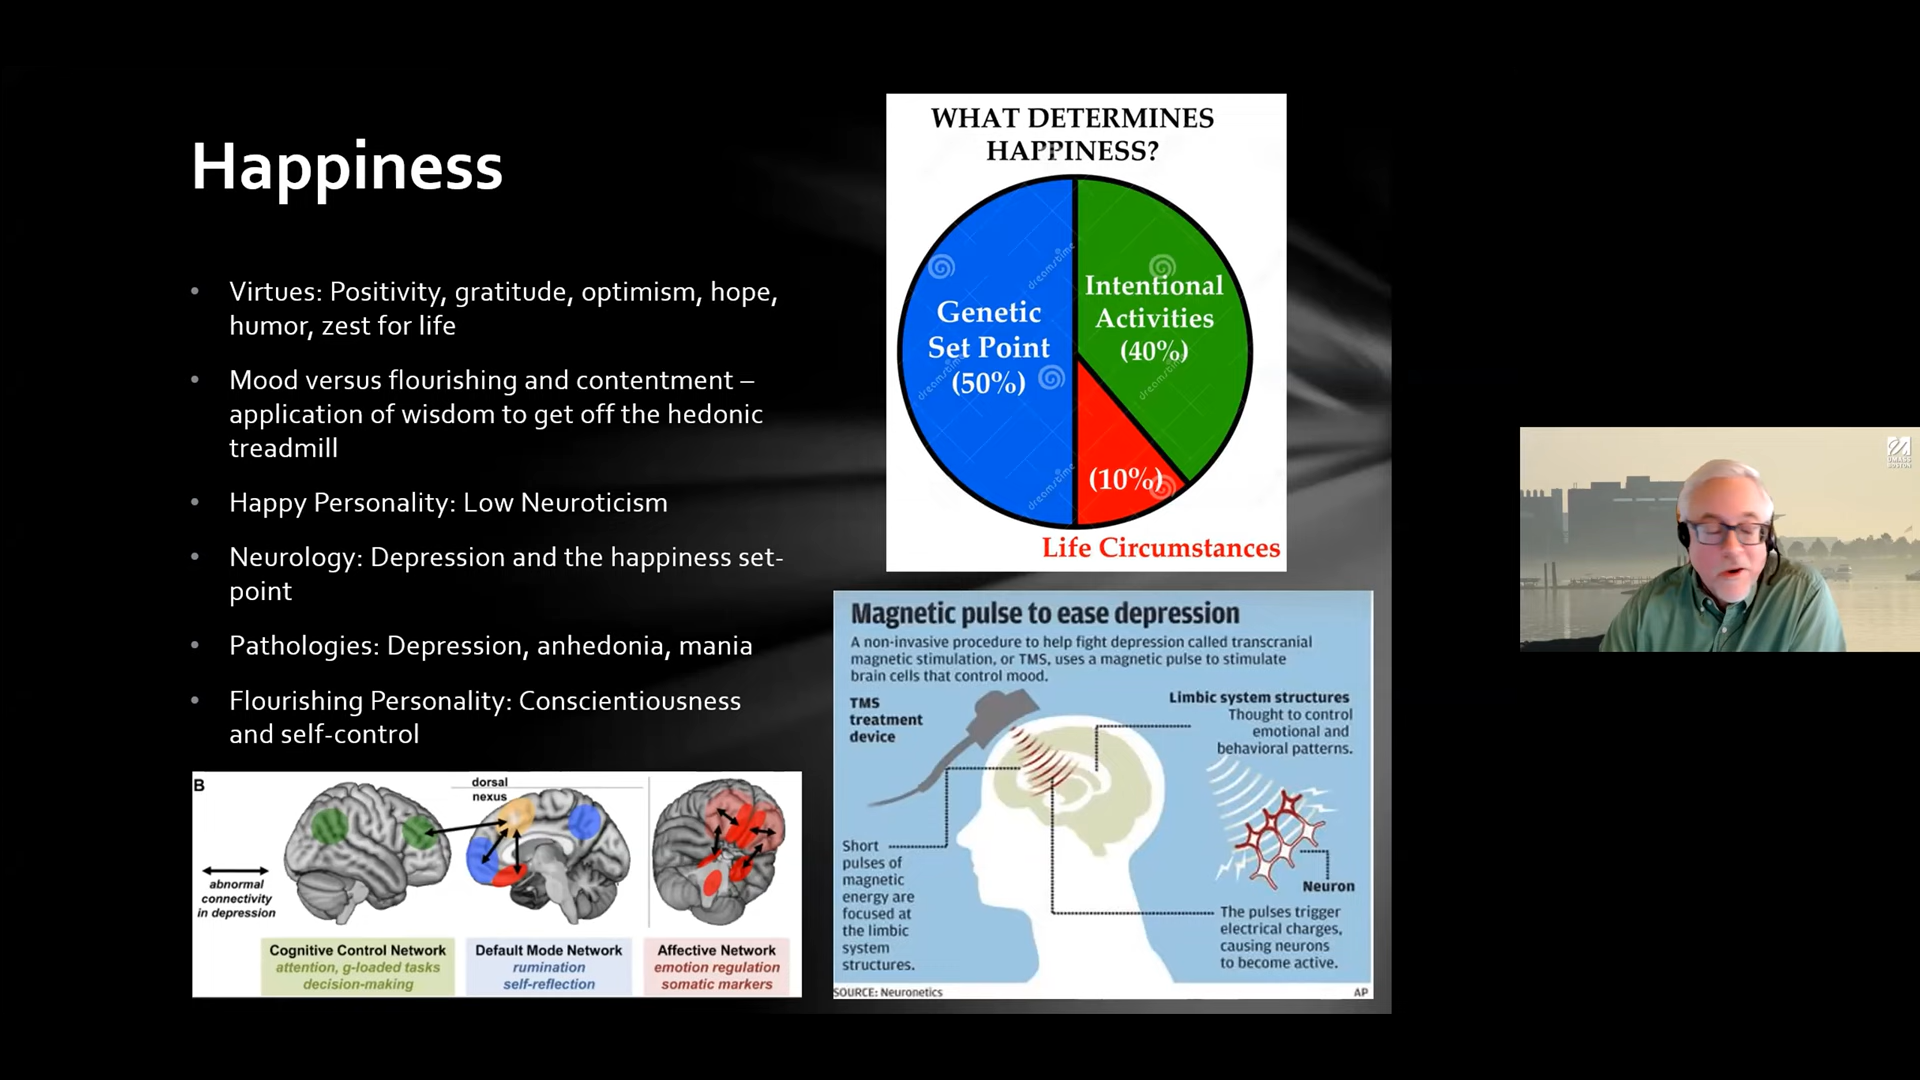 Happiness
• Virtues: Positivity, gratitude, optimism, hope,
humor, zest for life
• Mood versus flourishing and contentment –
application of wisdom to get off the hedonic
treadmill
• Happy Personality: Low Neuroticism
• Neurology: Depression and the happiness set-
point
• Pathologies: Depression, anhedonia, mania
• Flourishing Personality: Conscientiousness
and self-control
B
dorsal
nexus
abnormal
connectivity
in depression
Cognitive Control Network
attention, g-loaded tasks
decision-making
Default Mode Network
rumination
self-reflection
Affective Network
emotion regulation
somatic markers
WHAT DETERMINES
HAPPINESS?
Genetic
Set Point
(50%)
Intentional
Activities
(40%)
(10%)
Life Circumstances
dreamstime
dreamstime
dreamstime
dreamstime
Magnetic pulse to ease depression
A non-invasive procedure to help fight depression called transcranial
magnetic stimulation, or TMS, uses a magnetic pulse to stimulate
brain cells that control mood.
TMS
treatment
device
Limbic system structures
Thought to control
emotional and
behavioral patterns.
Short
pulses of
magnetic
energy are
focused at
the limbic
system
structures.
Neuron
The pulses trigger
electrical charges,
causing neurons
to become active.
SOURCE: Neuronetics
AP
UMASS
BOSTON